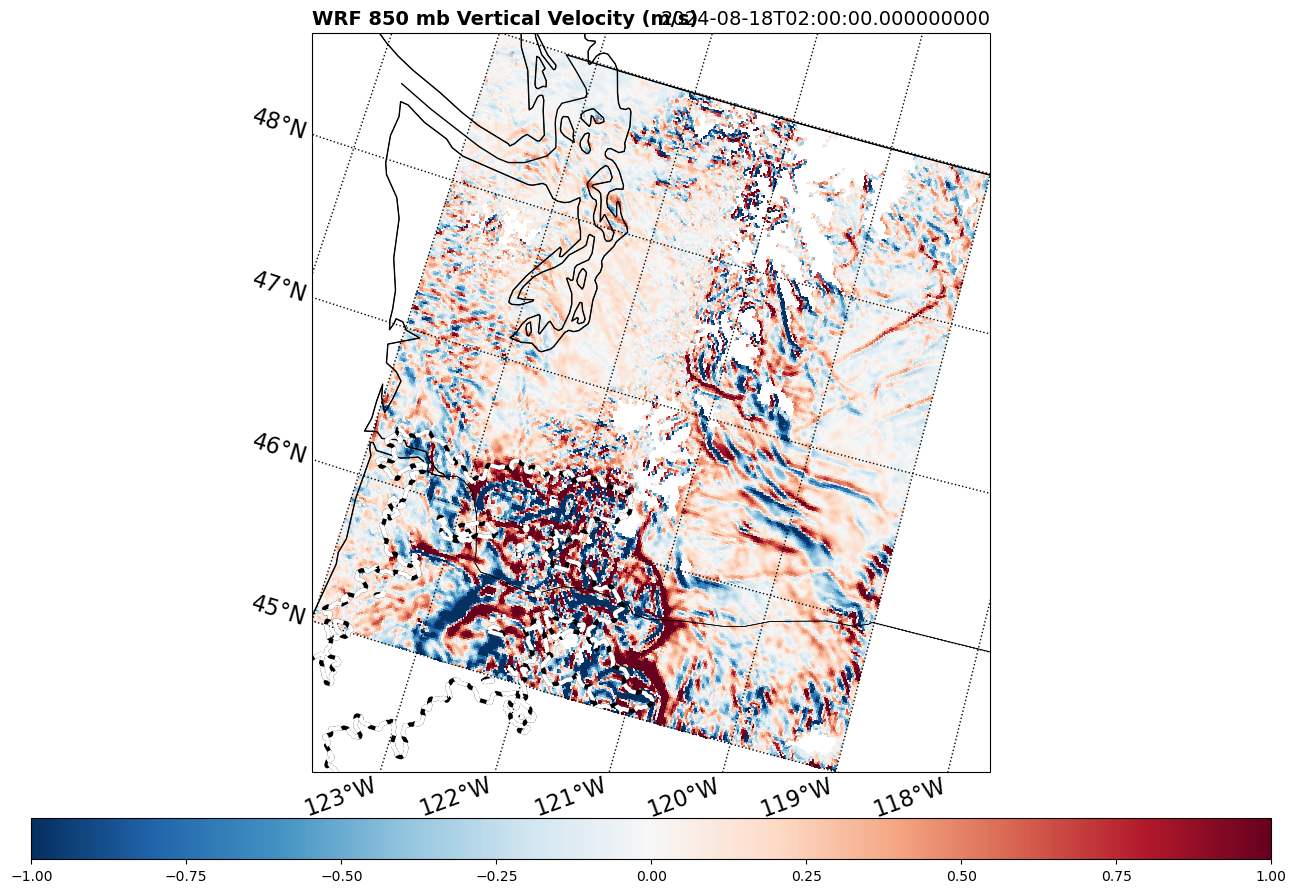 WRF 850 mb Vertical Velocity (m/s)
2024-08-18T02:00:00.000000000
48°N
47°N
46°N
45°N
123°W 122°W 121°W 120°W 119°W 118°W
−1.00 −0.75 −0.50 −0.25 0.00 0.25 0.50 0.75 1.00